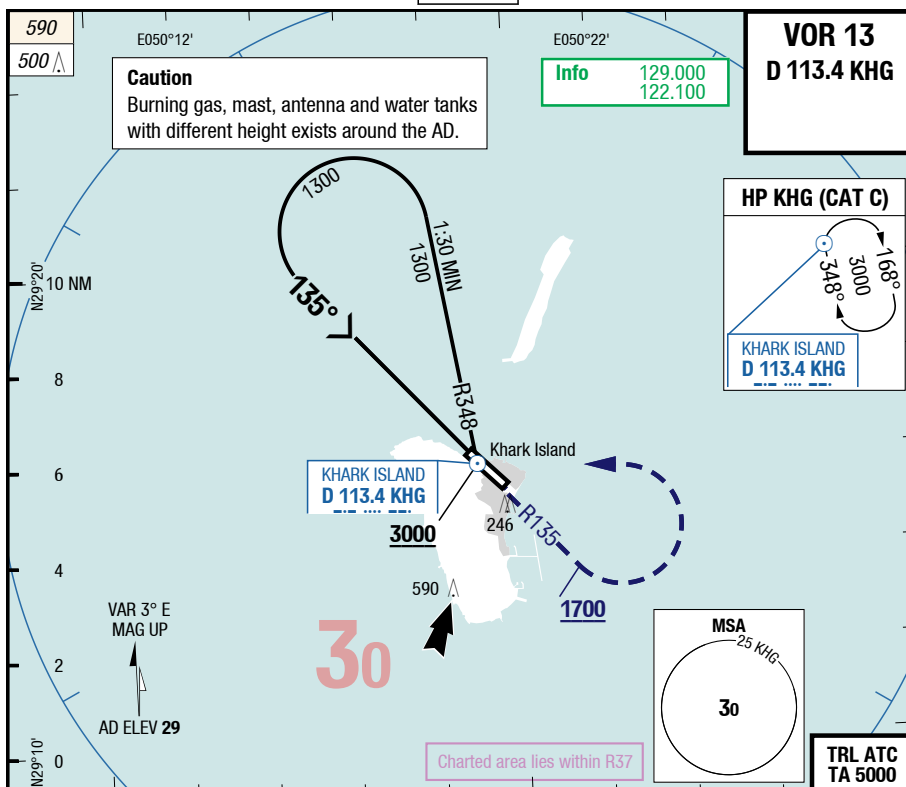 590
500
E050°12'
E050°22'
VOR 13
D 113.4 KHG
Caution
Burning gas, mast, antenna and water tanks
with different height exists around the AD.
Info 129.000
122.100
HP KHG (CAT C)
168°
3000
348°
KHARK ISLAND
D 113.4 KHG
1300
1:30 MIN
1300
135°
R348
N29°20'
10 NM
8
6
4
2
0
N29°10'
Khark Island
KHARK ISLAND
D 113.4 KHG
3000
246
R135
1700
590
30
VAR 3° E
MAG UP
AD ELEV 29
MSA
25 KHG
30
Charted area lies within R37
TRL ATC
TA 5000